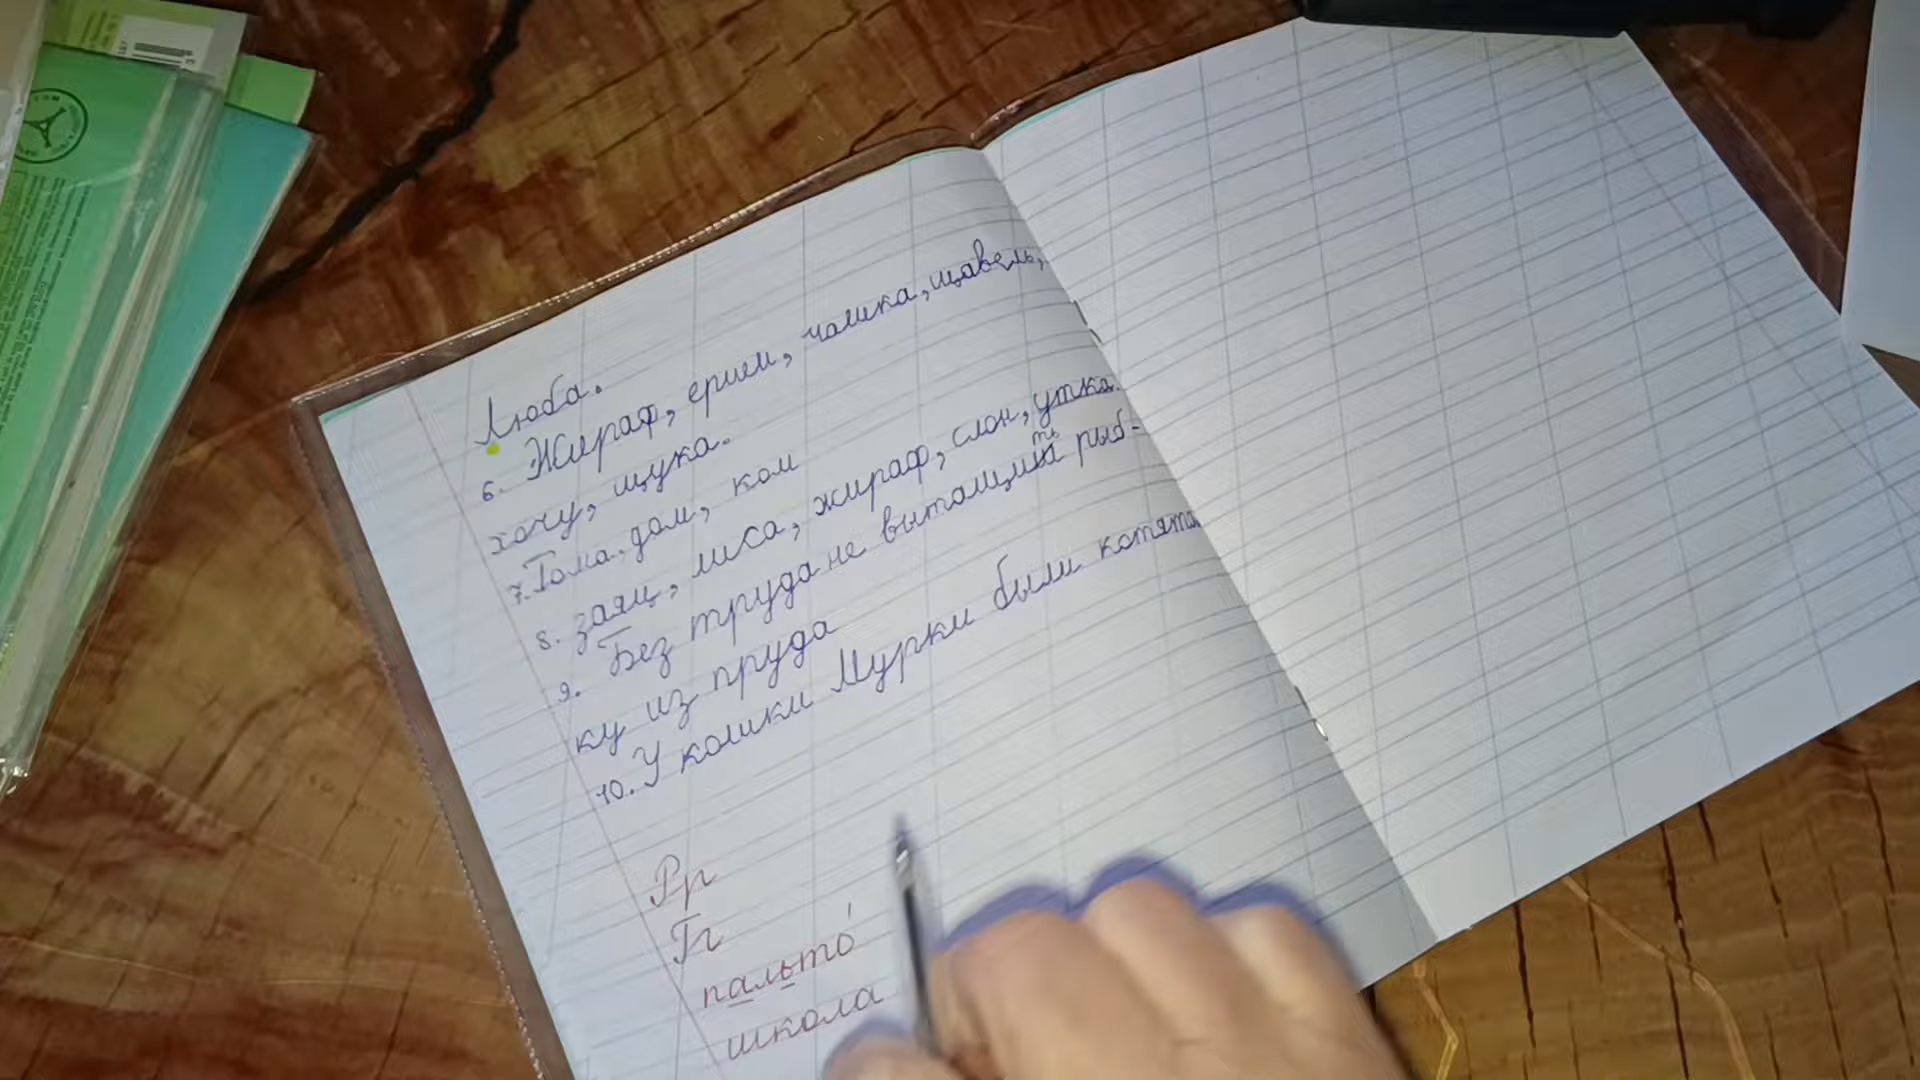 Люба.
6. Жираф, ерши, чашка, щавель,
хочу, щука.
7. Тома, дом, ком
8. заяц, лиса, жираф, слон, утка.
9. Без труда не вытащить рыб-
ку из пруда
10. У кошки Мурки были котята
Рр
Гг
пальто́
школа